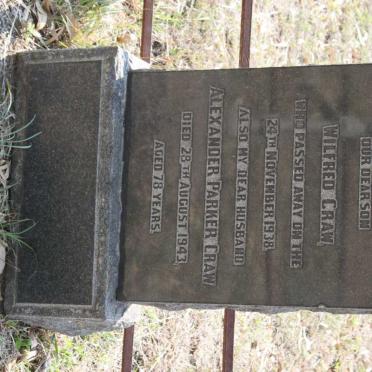 OUR DEAR SON
WILFRED CRAW,
WHO PASSED AWAY ON THE
24TH NOVEMBER 1938,
ALSO MY DEAR HUSBAND
ALEXANDER PARKER CRAW
DIED 28TH AUGUST 1943,
AGED 78 YEARS.